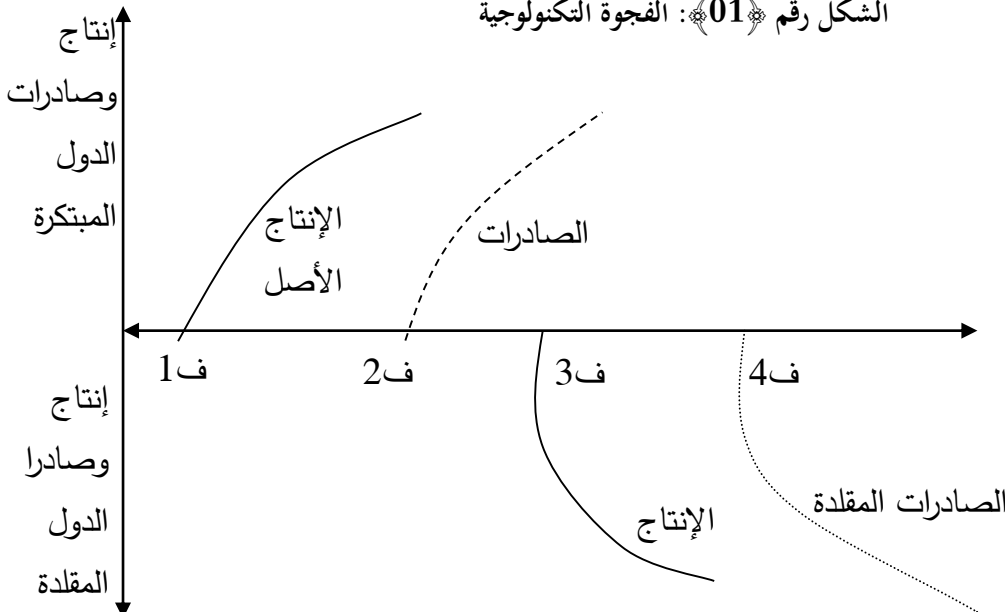 الشكل رقم ﴿01﴾: الفجوة التكنولوجية
إنتاج
وصادرات
الدول
المبتكرة
الإنتاج
الأصل
الصادرات
ف1
ف2
ف3
ف4
إنتاج
وصادرا
الدول
المقلدة
الإنتاج
الصادرات المقلدة